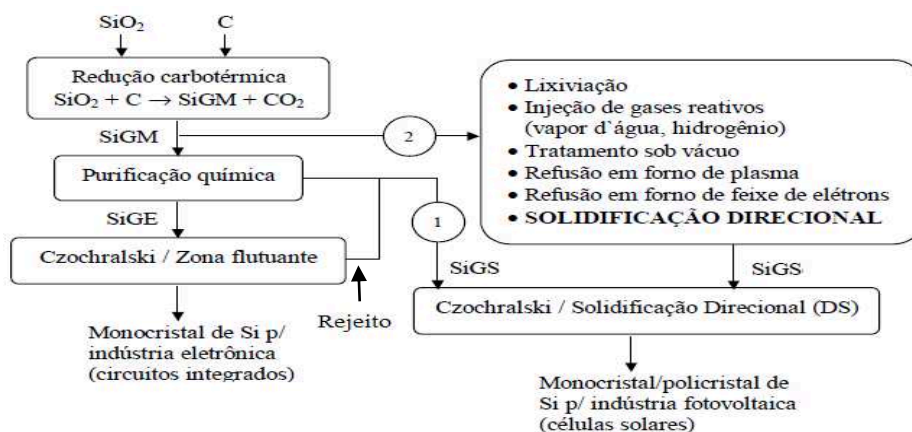 SiO2 C
Redução carbotérmica
SiO2 + C → SiGM + CO2
SiGM
2
Purificação química
SiGE
1
Czochralski / Zona flutuante
Rejeito
Monocristal de Si p/
indústria eletrônica
(circuitos integrados)
• Lixiviação
• Injeção de gases reativos
(vapor d`água, hidrogênio)
• Tratamento sob vácuo
• Refusão em forno de plasma
• Refusão em forno de feixe de elétrons
• SOLIDIFICAÇÃO DIRECIONAL
SiGS SiGS
Czochralski / Solidificação Direcional (DS)
Monocristal/policristal de
Si p/ indústria fotovoltaica
(células solares)